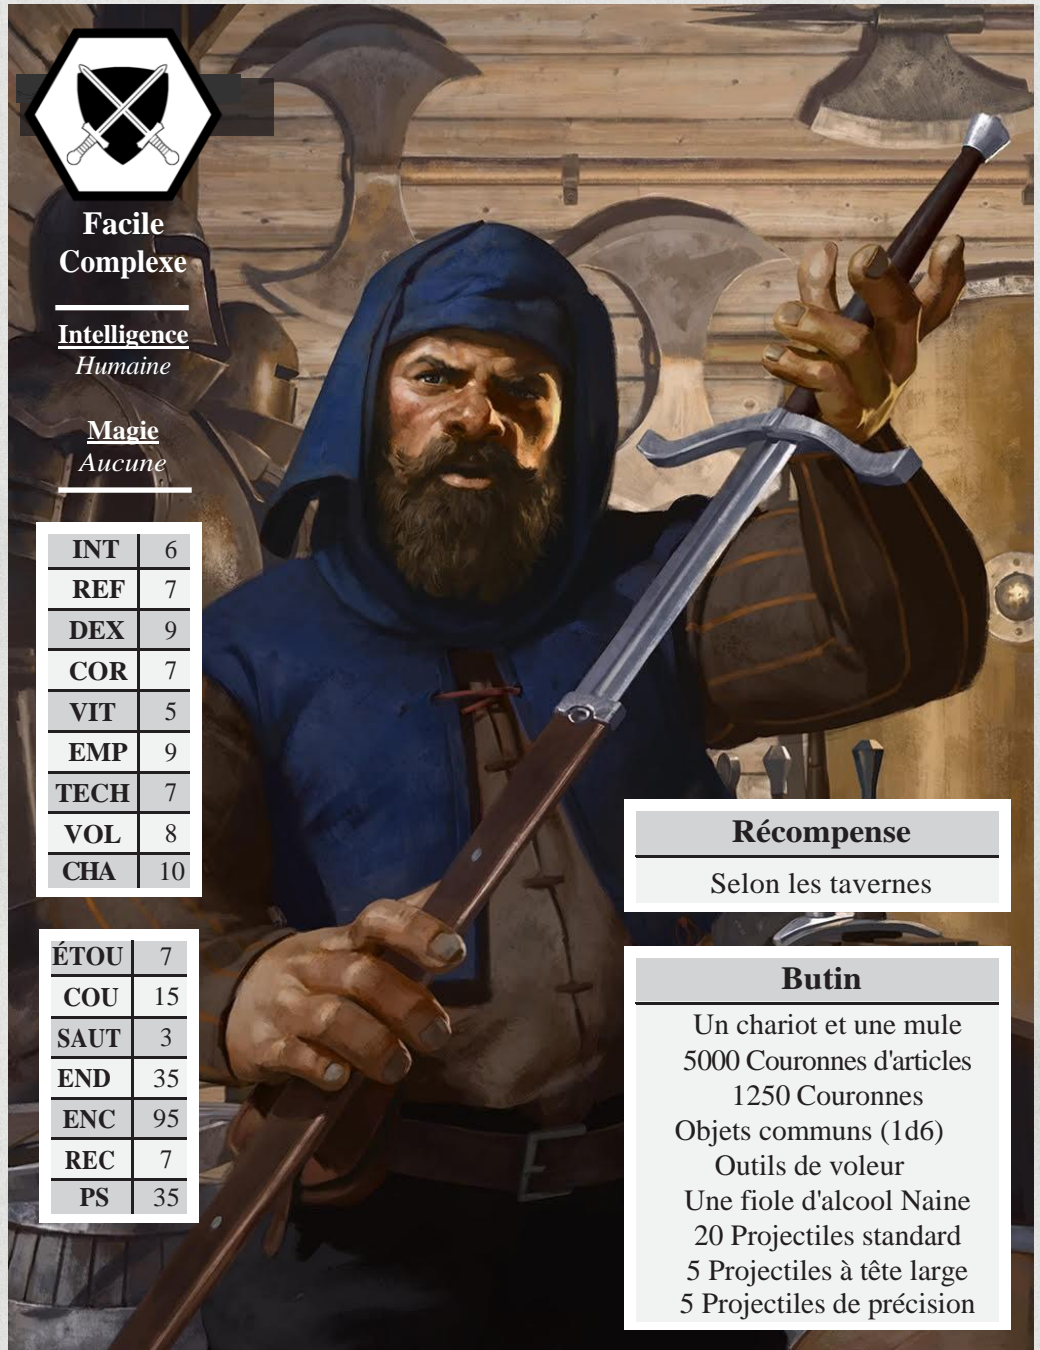 Facile
Complexe
Intelligence
Humaine
Magie
Aucune
INT 6
REF 7
DEX 9
COR 7
VIT 5
EMP 9
TECH 7
VOL 8
CHA 10
ÉTOU 7
COU 15
SAUT 3
END 35
ENC 95
REC 7
PS 35
Récompense
Selon les tavernes
Butin
Un chariot et une mule
5000 Couronnes d'articles
1250 Couronnes
Objets communs (1d6)
Outils de voleur
Une fiole d'alcool Naine
20 Projectiles standard
5 Projectiles à tête large
5 Projectiles de précision